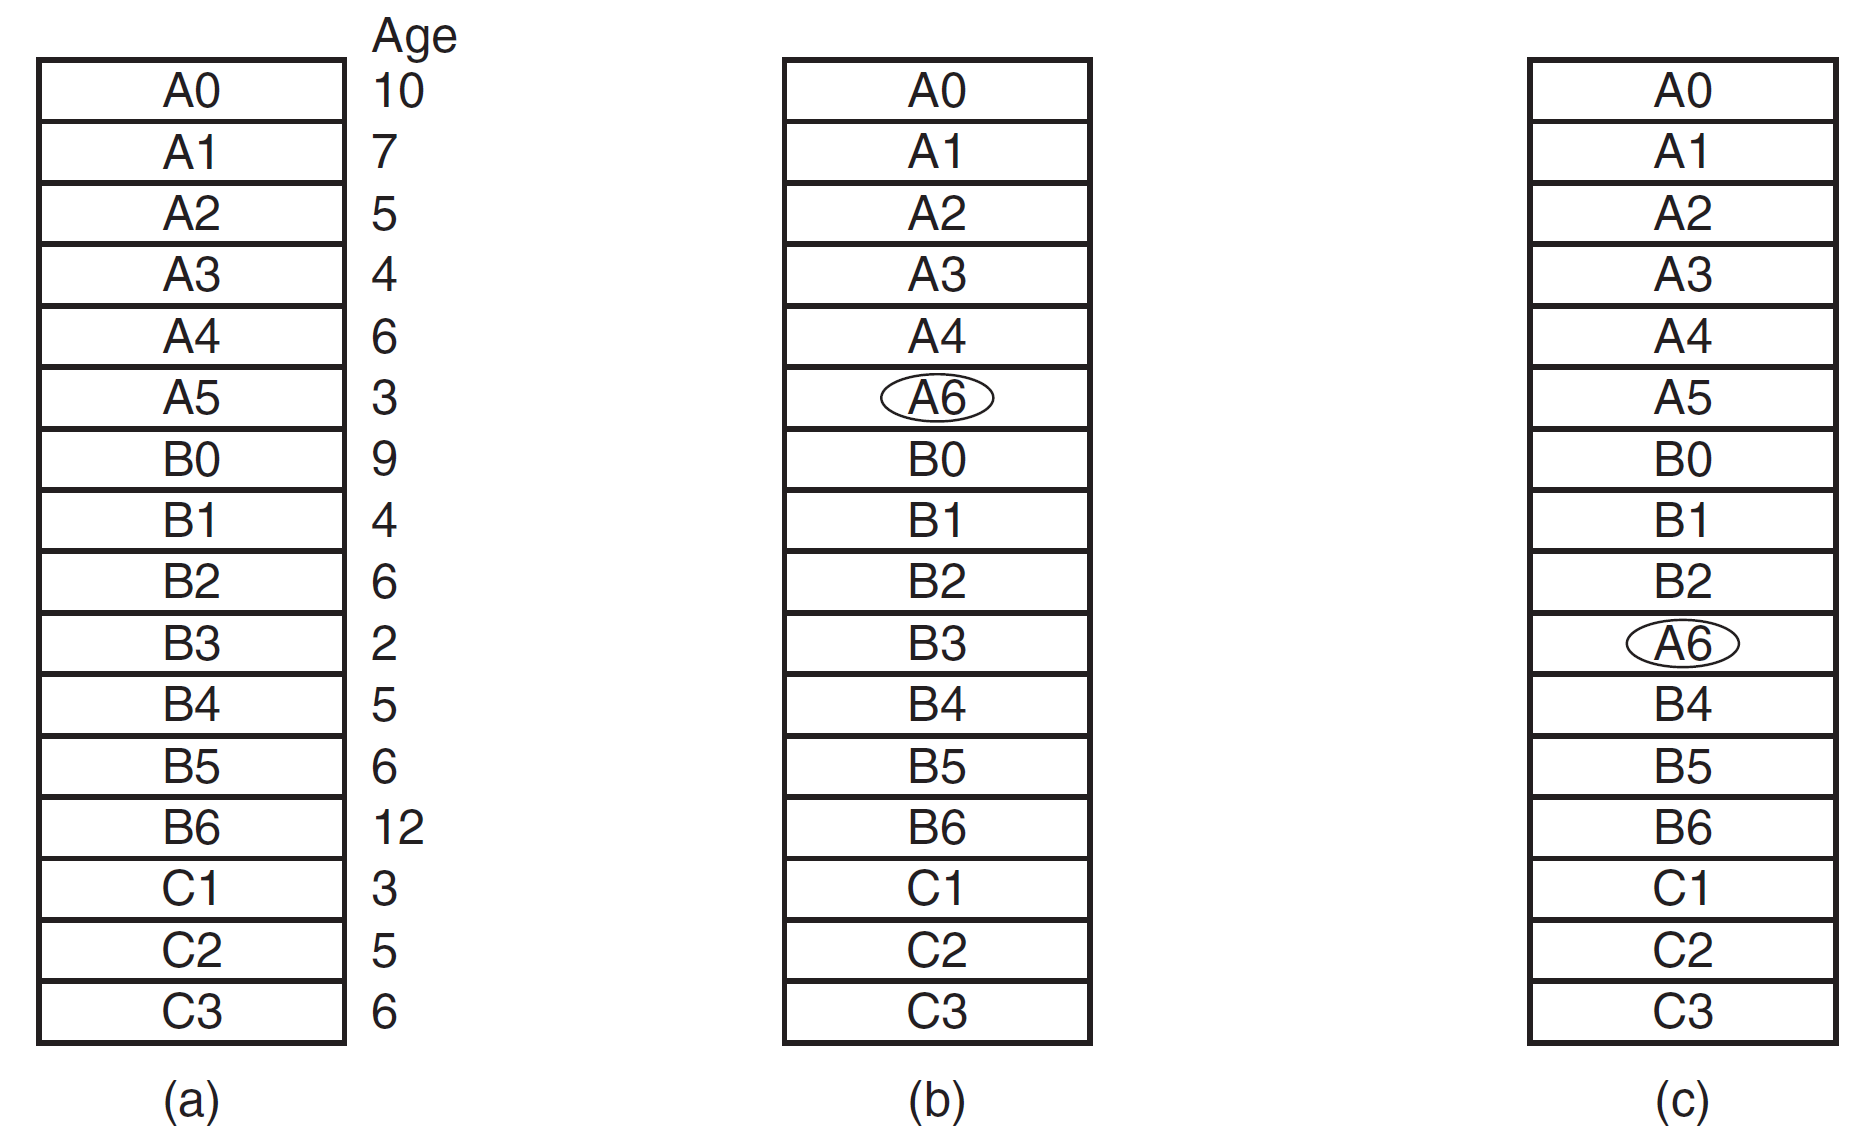 Age
A0 10 A0 A0
A1 7 A1 A1
A2 5 A2 A2
A3 4 A3 A3
A4 6 A4 A4
A5 3 A6 A5
B0 9 B0 B0
B1 4 B1 B1
B2 6 B2 B2
B3 2 B3 A6
B4 5 B4 B4
B5 6 B5 B5
B6 12 B6 B6
C1 3 C1 C1
C2 5 C2 C2
C3 6 C3 C3
(a) (b) (c)